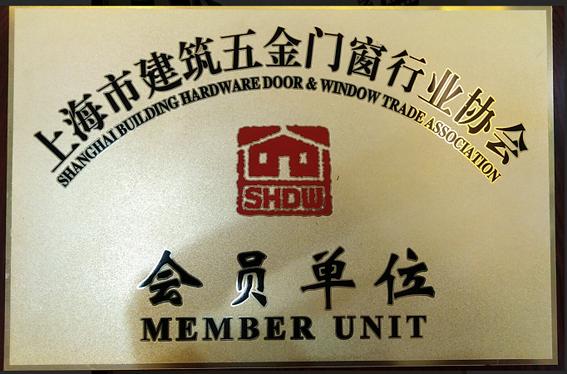 上海市建筑五金门窗行业协会
SHANGHAI BUILDING HARDWARE DOOR & WINDOW TRADE ASSOCIATION
SHDW
会员单位
MEMBER UNIT